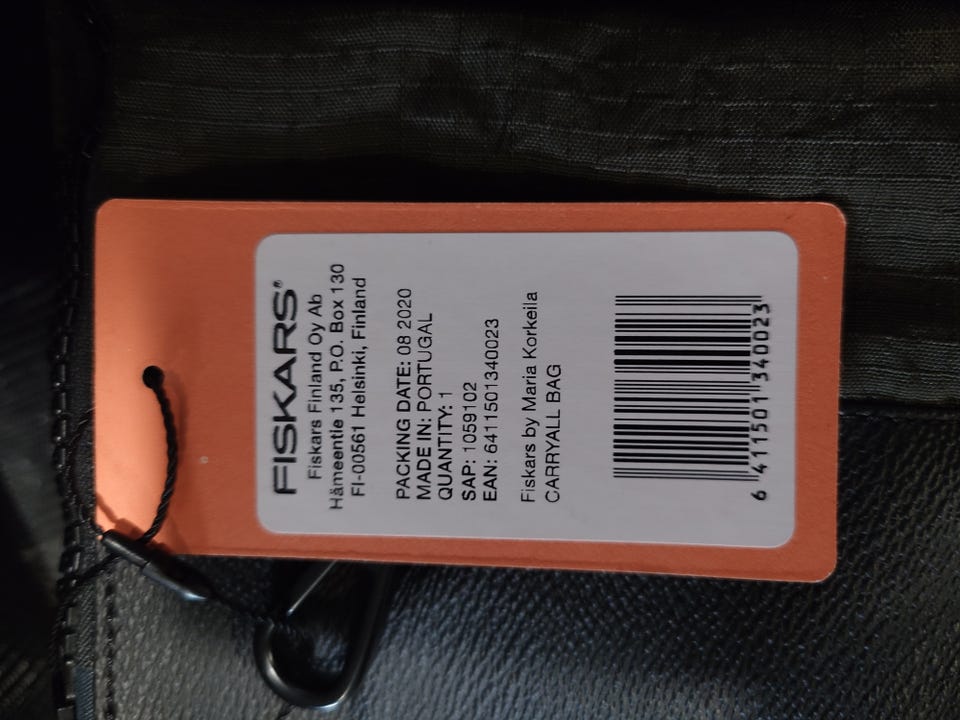 FISKARS®
Fiskars Finland Oy Ab
Hämeentie 135, P.O. Box 130
FI-00561 Helsinki, Finland
PACKING DATE: 08 2020
MADE IN: PORTUGAL
QUANTITY: 1
SAP: 1059102
EAN: 6411501340023
Fiskars by Maria Korkeila
CARRYALL BAG
6 411501 340023